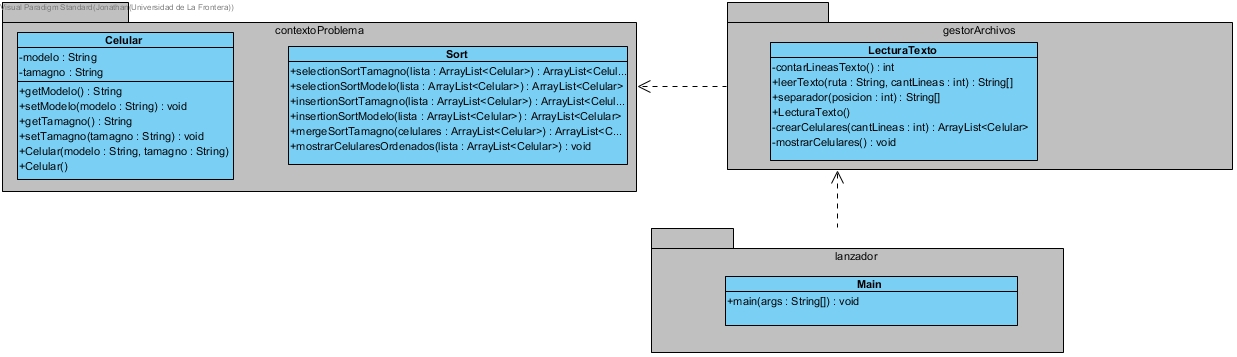 Visual Paradigm Standard(Jonathan(Universidad de La Frontera))
contextoProblema
Celular
-modelo : String
-tamagno : String
+getModelo() : String
+setModelo(modelo : String) : void
+getTamagno() : String
+setTamagno(tamagno : String) : void
+Celular(modelo : String, tamagno : String)
+Celular()
Sort
+selectionSortTamagno(lista : ArrayList<Celular>) : ArrayList<Celul...
+selectionSortModelo(lista : ArrayList<Celular>) : ArrayList<Celular>
+insertionSortTamagno(lista : ArrayList<Celular>) : ArrayList<Celul...
+insertionSortModelo(lista : ArrayList<Celular>) : ArrayList<Celular>
+mergeSortTamagno(celulares : ArrayList<Celular>) : ArrayList<C...
+mostrarCelularesOrdenados(lista : ArrayList<Celular>) : void
gestorArchivos
LecturaTexto
-contarLineasTexto() : int
+leerTexto(ruta : String, cantLineas : int) : String[]
+separador(posicion : int) : String[]
+LecturaTexto()
-crearCelulares(cantLineas : int) : ArrayList<Celular>
-mostrarCelulares() : void
lanzador
Main
+main(args : String[]) : void